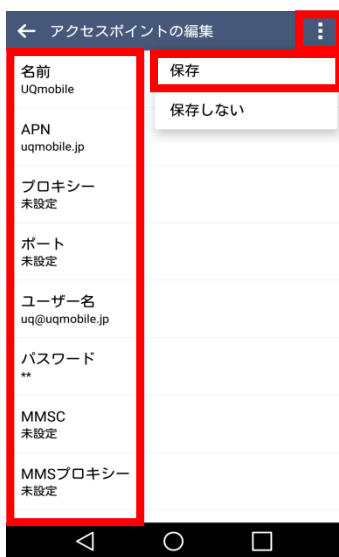 アクセスポイントの編集
名前
UQmobile
保存
保存しない
APN
uqmobile.jp
プロキシー
未設定
ポート
未設定
ユーザー名
uq@uqmobile.jp
パスワード
**
MMSC
未設定
MMSプロキシー
未設定